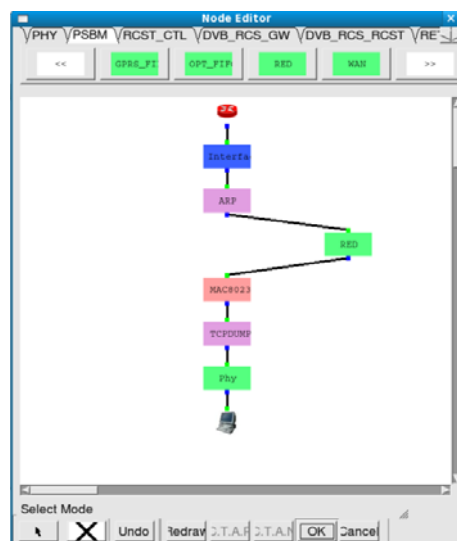 Node Editor
PHY PSBM RCST_CTL DVB_RCS_GW DVB_RCS_RCST RE
<< GPRS_FI OPT_FIF RED WAN >>
Interfa
ARP
RED
MAC8023
TCPDUMP
Phy
Select Mode
X Undo Redraw C.T.A.F C.T.A.N OK Cancel